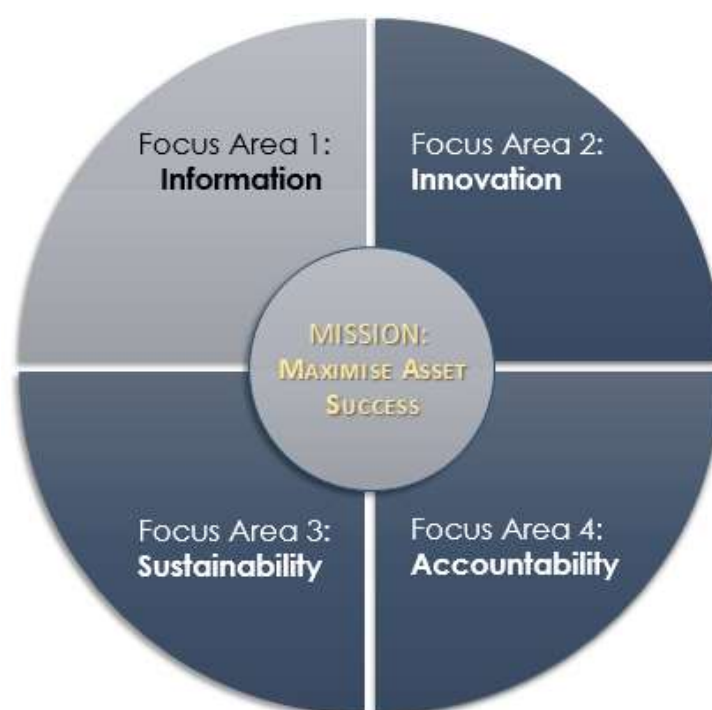 Focus Area 1:
Information
Focus Area 2:
Innovation
MISSION:
MAXIMISE ASSET
SUCCESS
Focus Area 3:
Sustainability
Focus Area 4:
Accountability